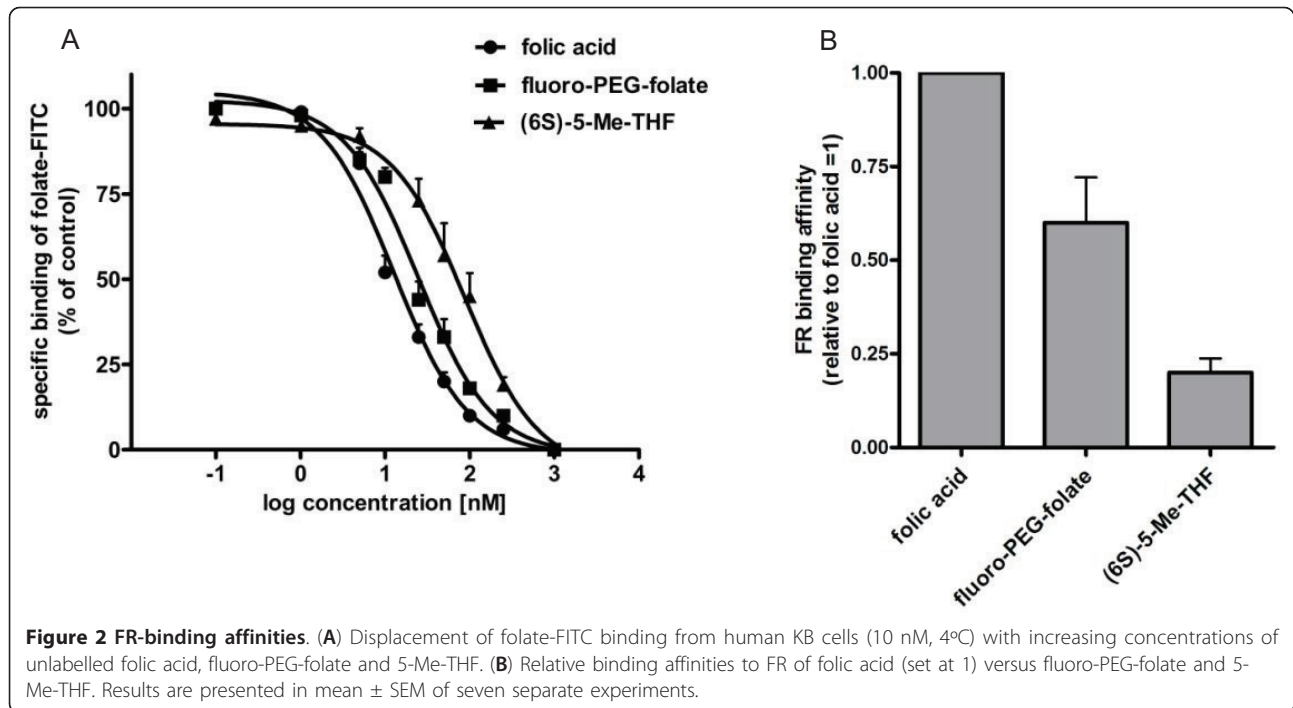 A
folic acid
fluoro-PEG-folate
(6S)-5-Me-THF
specific binding of folate-FITC
(% of control)
100
75
50
25
0
-1 0 1 2 3 4
log concentration [nM]
B
FR binding affinity
(relative to folic acid =1)
1.00
0.75
0.50
0.25
0.00
folic acid
fluoro-PEG-folate
(6S)-5-Me-THF
Figure 2 FR-binding affinities. (A) Displacement of folate-FITC binding from human KB cells (10 nM, 4ºC) with increasing concentrations of
unlabelled folic acid, fluoro-PEG-folate and 5-Me-THF. (B) Relative binding affinities to FR of folic acid (set at 1) versus fluoro-PEG-folate and 5-
Me-THF. Results are presented in mean ± SEM of seven separate experiments.